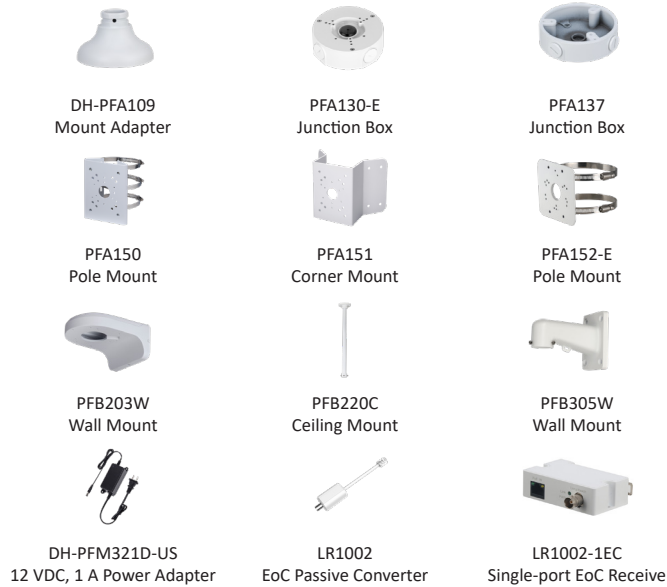 DH-PFA109
Mount Adapter
PFA130-E
Junction Box
PFA137
Junction Box
PFA150
Pole Mount
PFA151
Corner Mount
PFA152-E
Pole Mount
PFB203W
Wall Mount
PFB220C
Ceiling Mount
PFB305W
Wall Mount
DH-PFM321D-US
12 VDC, 1 A Power Adapter
LR1002
EoC Passive Converter
LR1002-1EC
Single-port EoC Receive